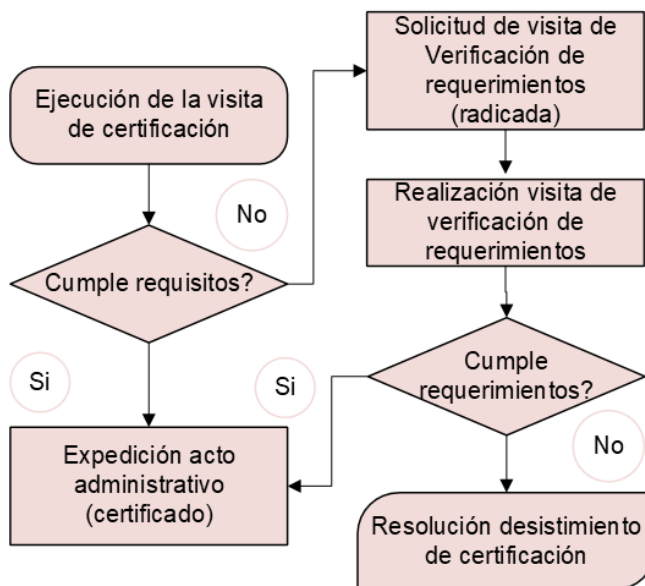 Ejecución de la visita
de certificación
No
Cumple requisitos?
Si
Expedición acto
administrativo
(certificado)
Solicitud de visita de
Verificación de
requerimientos
(radicada)
Realización visita de
verificación de
requerimientos
Cumple
requerimientos?
Si
No
Resolución desistimiento
de certificación